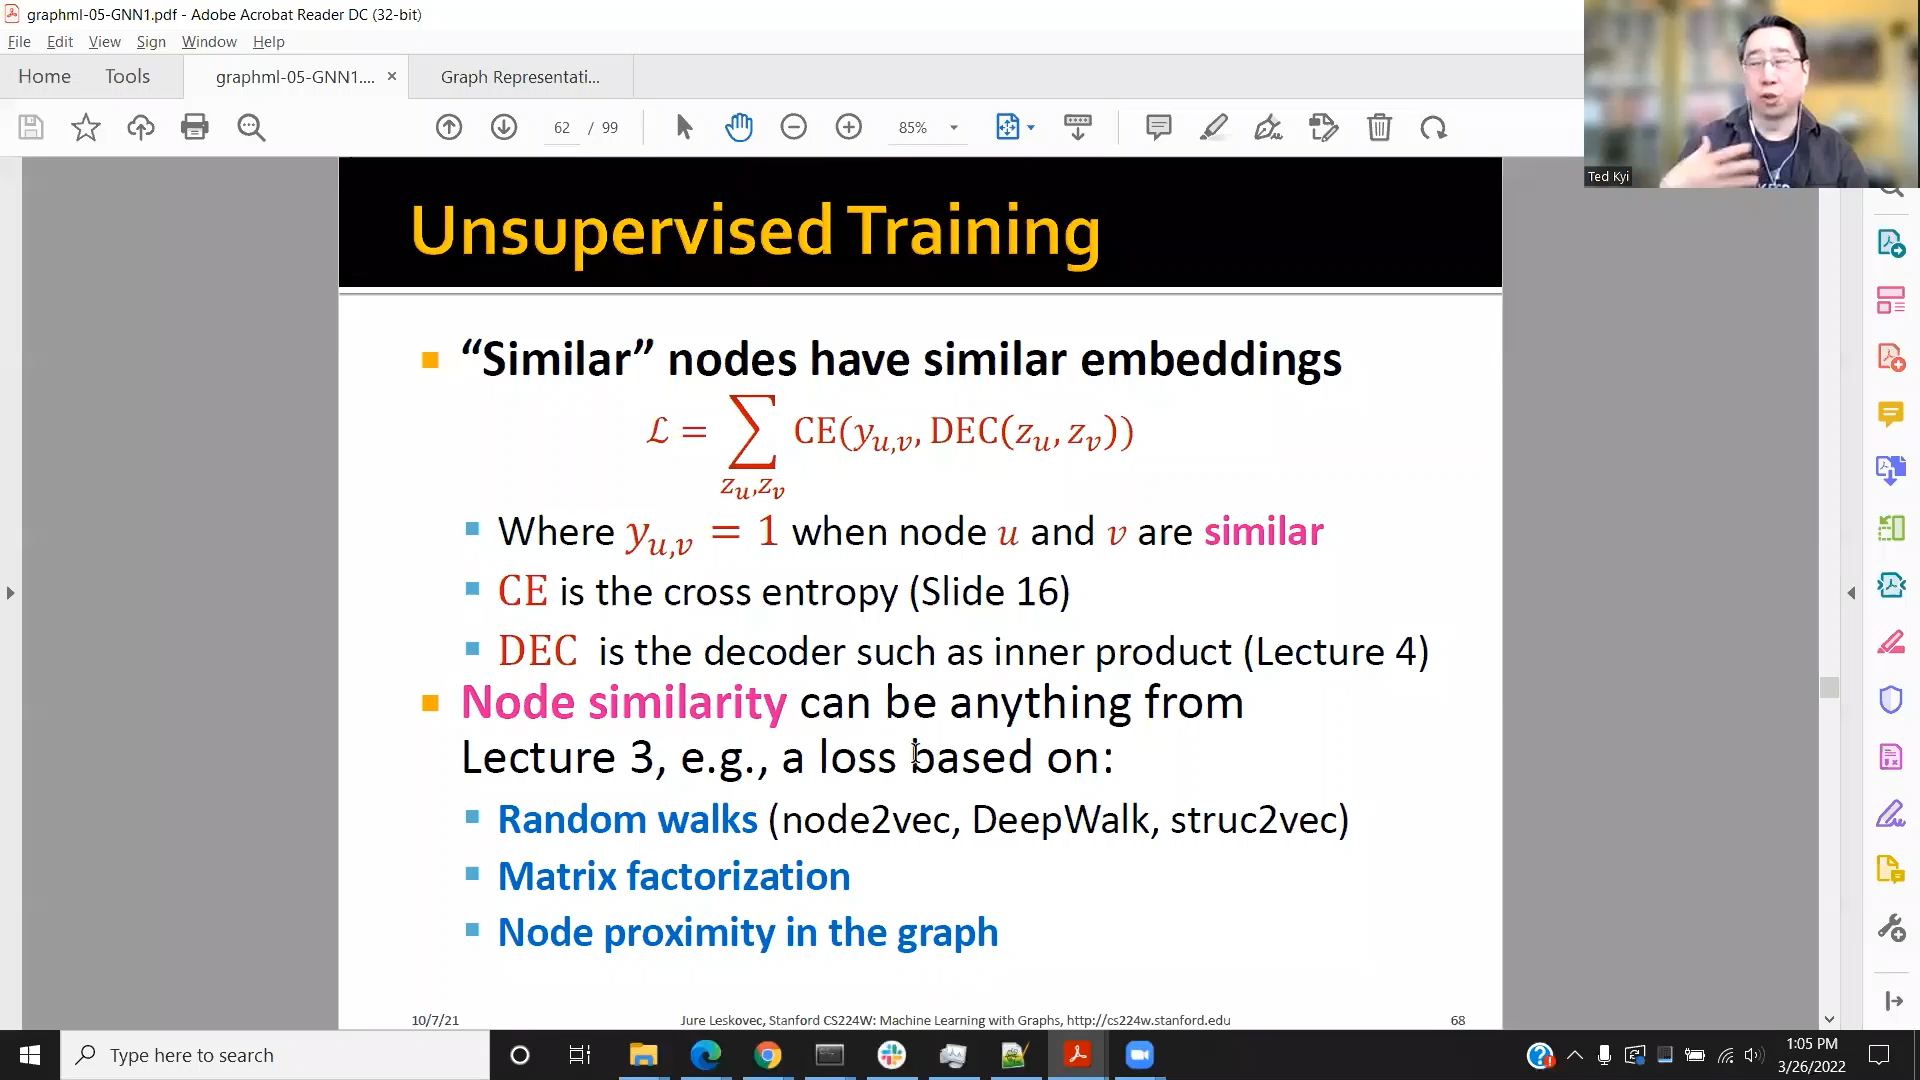 graphml-05-GNN1.pdf - Adobe Acrobat Reader DC (32-bit)
File Edit View Sign Window Help
Home Tools graphml-05-GNN1.... × Graph Representati...
62 / 99 85%
Ted Kyi
Unsupervised Training
“Similar” nodes have similar embeddings
ℒ = ∑ CE(y_{u,v}, DEC(z_u, z_v))
z_u, z_v
Where y_{u,v} = 1 when node u and v are similar
CE is the cross entropy (Slide 16)
DEC is the decoder such as inner product (Lecture 4)
Node similarity can be anything from
Lecture 3, e.g., a loss based on:
Random walks (node2vec, DeepWalk, struc2vec)
Matrix factorization
Node proximity in the graph
10/7/21 Jure Leskovec, Stanford CS224W: Machine Learning with Graphs, http://cs224w.stanford.edu 68
Type here to search
1:05 PM
3/26/2022